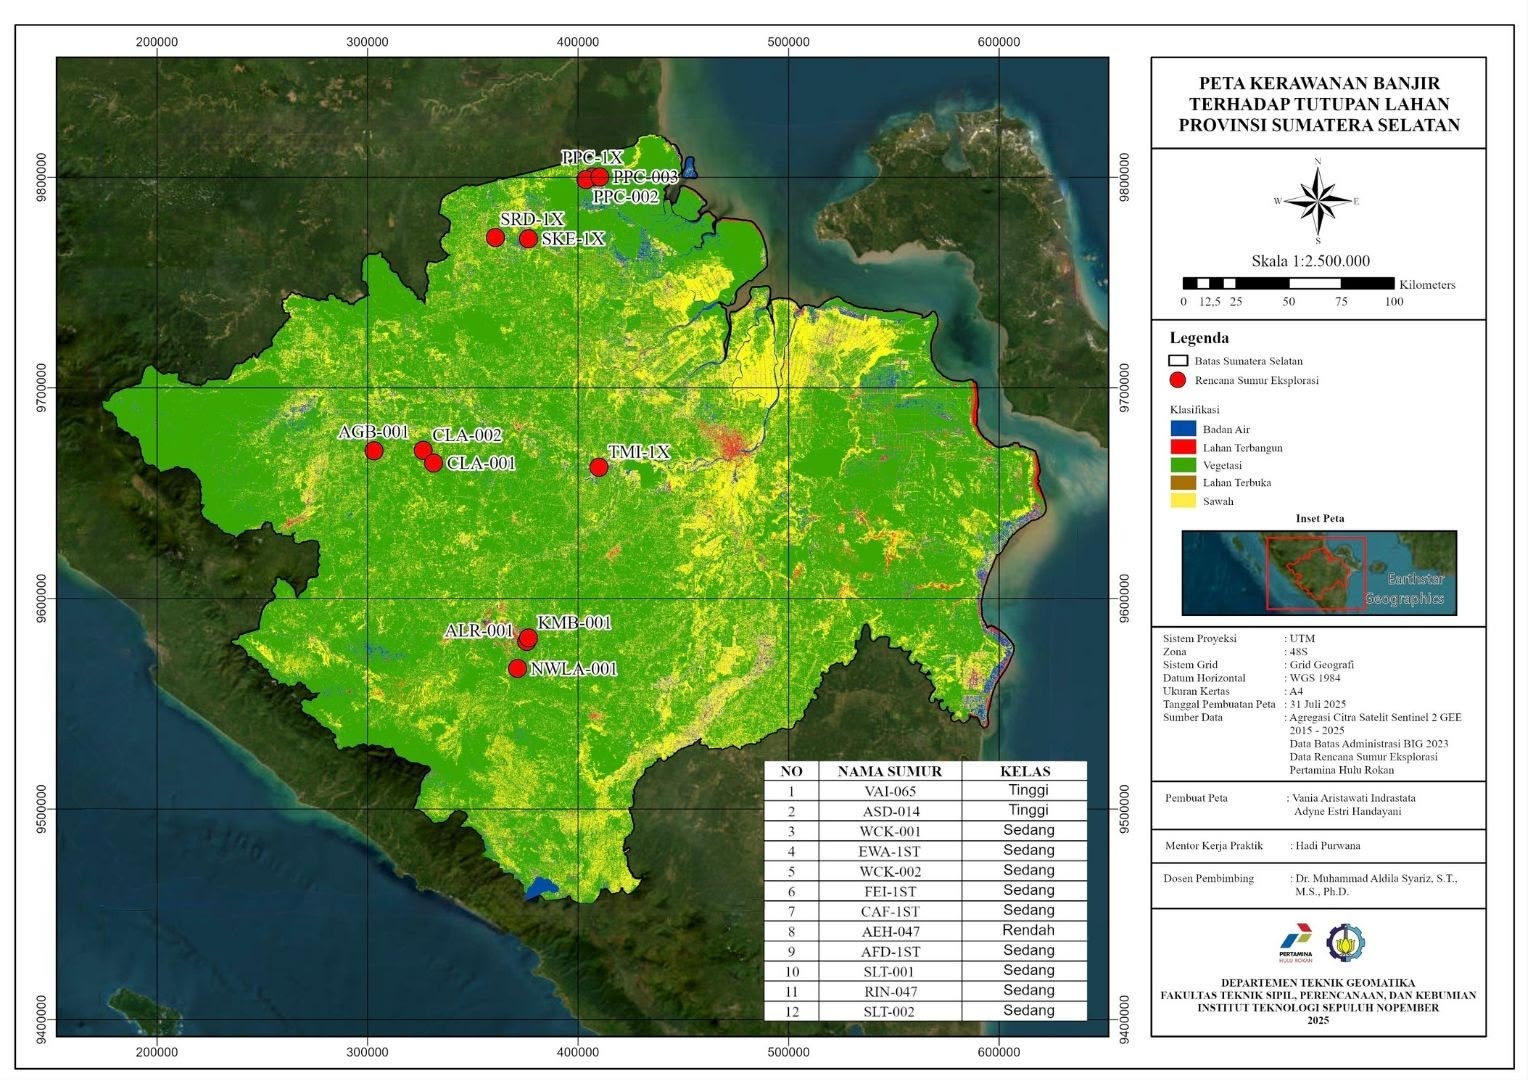 200000
300000
400000
500000
600000
9800000
9700000
9600000
9500000
9400000
PPC-1X
PPC-003
PPC-002
SRD-1X
SKE-1X
AGB-001
CLA-002
CLA-001
TMI-1X
KMB-001
ALR-001
NWLA-001
NO NAMA SUMUR KELAS
1 VAI-065 Tinggi
2 ASD-014 Tinggi
3 WCK-001 Sedang
4 EWA-1ST Sedang
5 WCK-002 Sedang
6 FEI-1ST Sedang
7 CAF-1ST Sedang
8 AEH-047 Rendah
9 AFD-1ST Sedang
10 SLT-001 Sedang
11 RIN-047 Sedang
12 SLT-002 Sedang
9800000
9700000
9600000
9500000
9400000
200000
300000
400000
500000
600000
PETA KERAWANAN BANJIR
TERHADAP TUTUPAN LAHAN
PROVINSI SUMATERA SELATAN
N
W E
S
Skala 1:2.500.000
Kilometers
0 12,5 25 50 75 100
Legenda
Batas Sumatera Selatan
Rencana Sumur Eksplorasi
Klasifikasi
Badan Air
Lahan Terbangun
Vegetasi
Lahan Terbuka
Sawah
Inset Peta
Earthstar
Geographics
Sistem Proyeksi : UTM
Zona : 48S
Sistem Grid : Grid Geografi
Datum Horizontal : WGS 1984
Ukuran Kertas : A4
Tanggal Pembuatan Peta : 31 Juli 2025
Sumber Data : Agregasi Citra Satelit Sentinel 2 GEE
2015 - 2025
Data Batas Administrasi BIG 2023
Data Rencana Sumur Eksplorasi
Pertamina Hulu Rokan
Pembuat Peta : Vania Aristawati Indrastata
Adyne Estri Handayani
Mentor Kerja Praktik : Hadi Purwana
Dosen Pembimbing : Dr. Muhammad Aldila Syariz, S.T.,
M.S., Ph.D.
PERTAMINA
HULU ROKAN
DEPARTEMEN TEKNIK GEOMATIKA
FAKULTAS TEKNIK SIPIL, PERENCANAAN, DAN KEBUMIAN
INSTITUT TEKNOLOGI SEPULUH NOPEMBER
2025